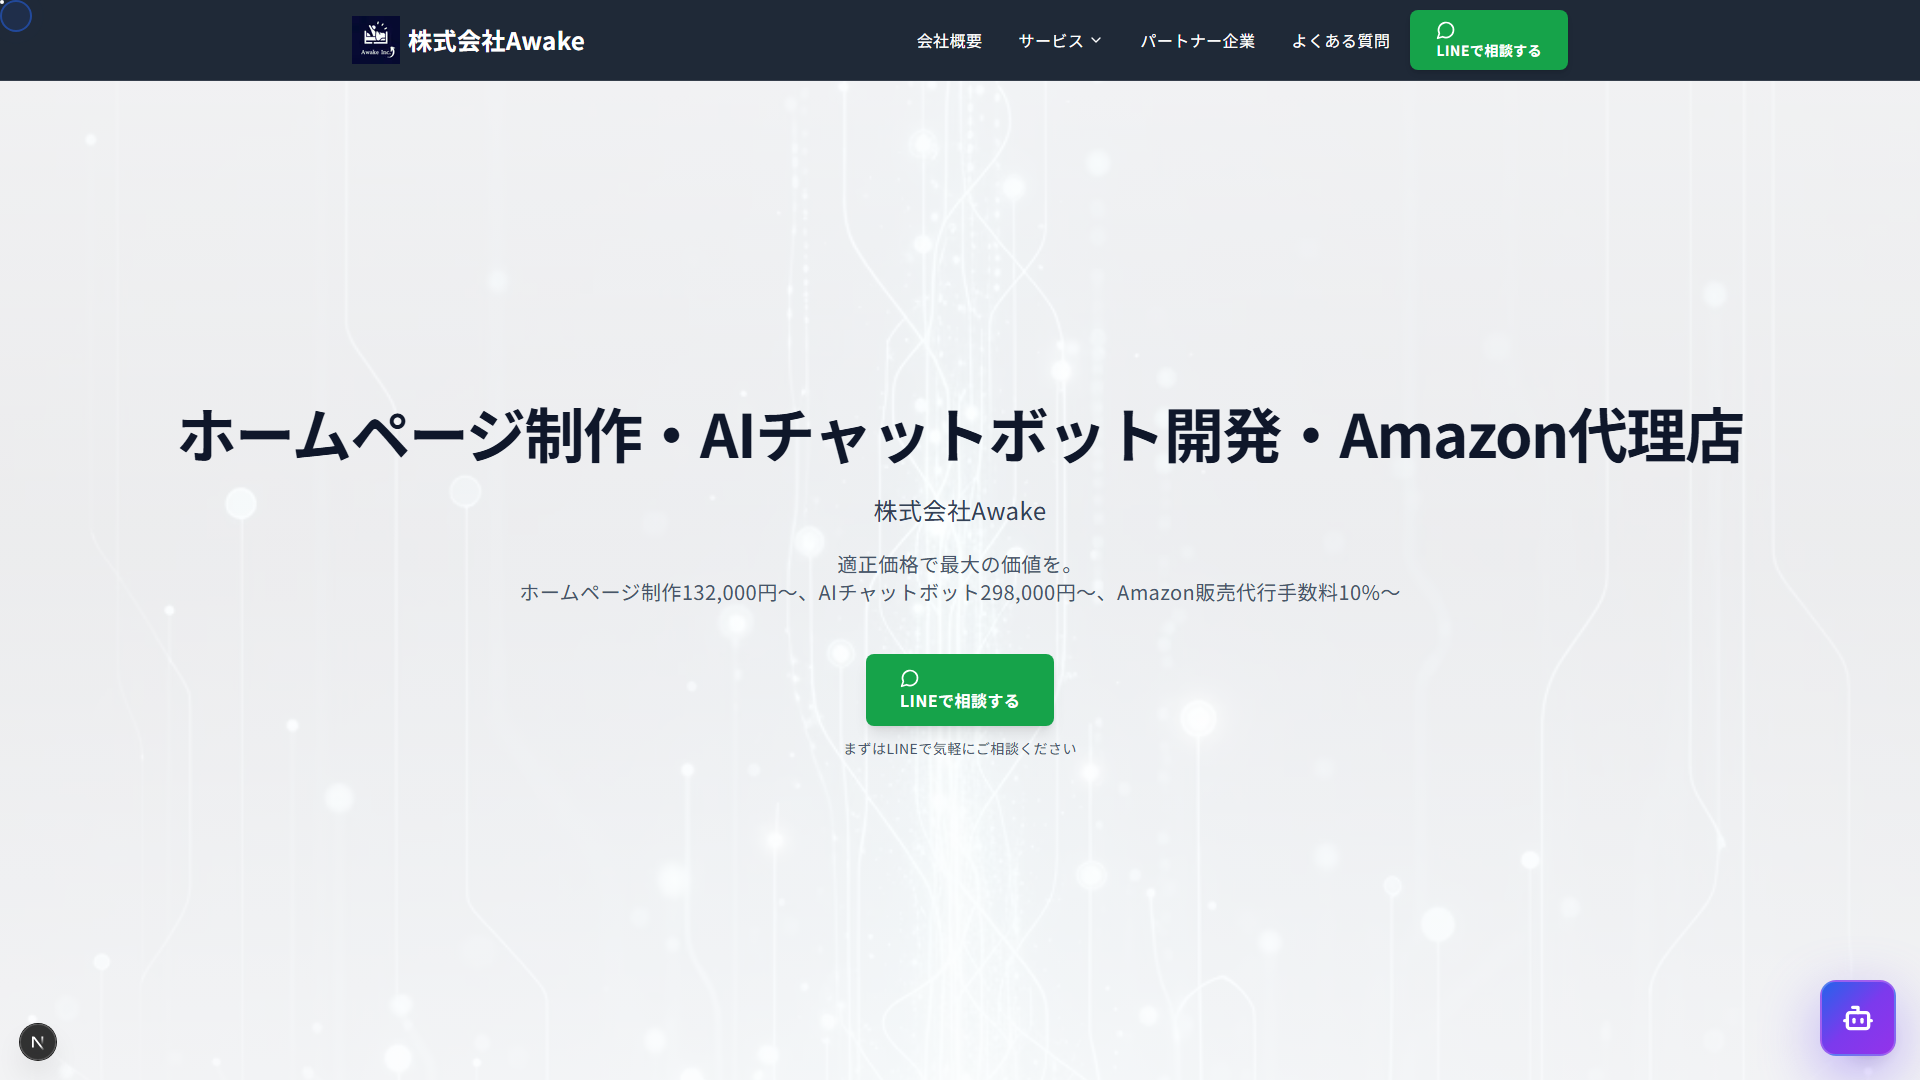 Awake Inc.
株式会社Awake
会社概要
サービス
パートナー企業
よくある質問
LINEで相談する
ホームページ制作・AIチャットボット開発・Amazon代理店
株式会社Awake
適正価格で最大の価値を。
ホームページ制作132,000円〜、AIチャットボット298,000円〜、Amazon販売代行手数料10%〜
LINEで相談する
まずはLINEで気軽にご相談ください
N